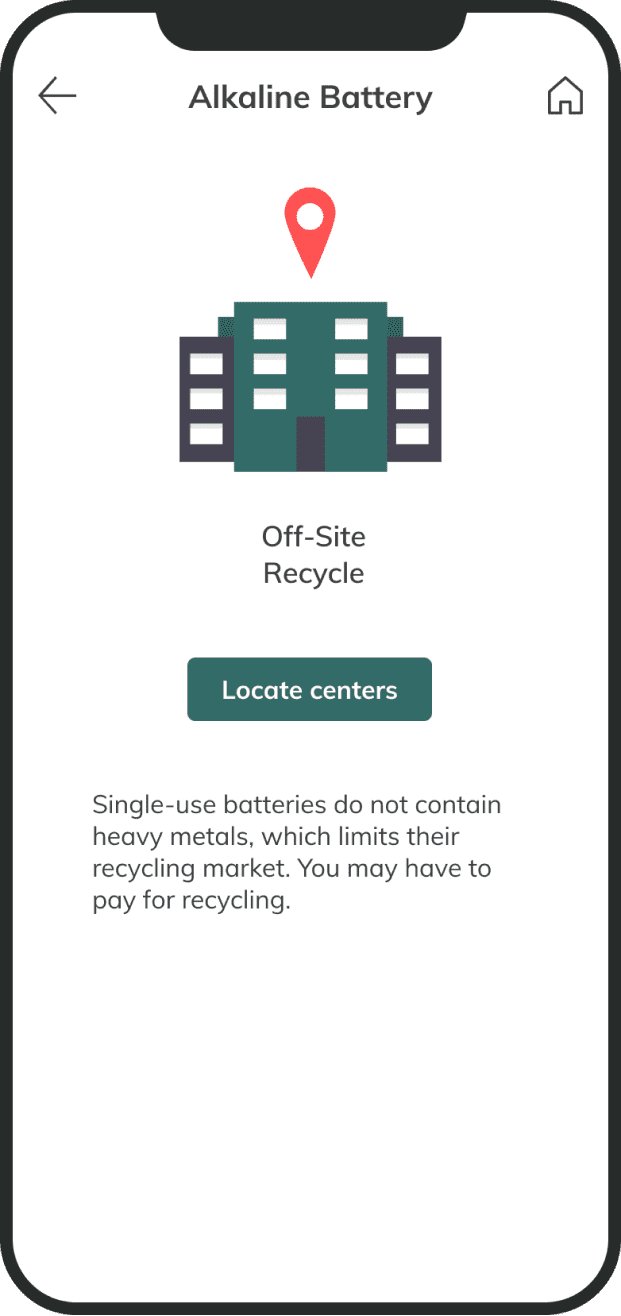 Alkaline Battery
Off-Site
Recycle
Locate centers
Single-use batteries do not contain
heavy metals, which limits their
recycling market. You may have to
pay for recycling.